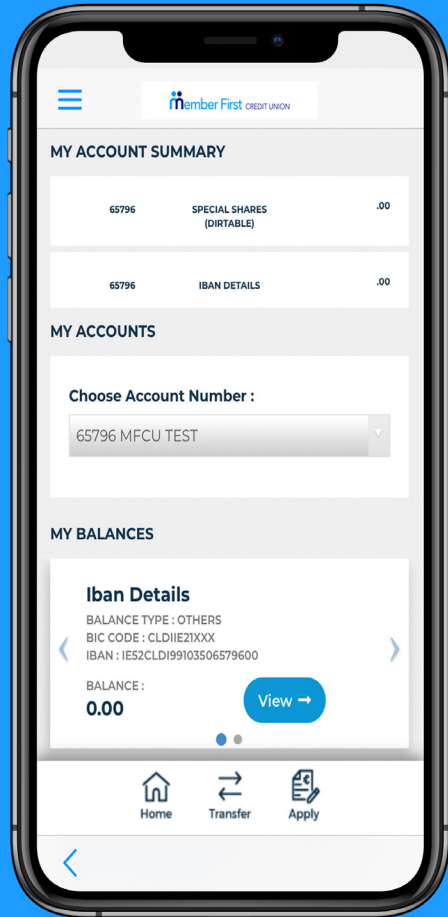 Member First CREDIT UNION
MY ACCOUNT SUMMARY
65796 SPECIAL SHARES .00
(DIRTABLE)
65796 IBAN DETAILS .00
MY ACCOUNTS
Choose Account Number :
65796 MFCU TEST
MY BALANCES
Iban Details
BALANCE TYPE : OTHERS
BIC CODE : CLDIIE21XXX
IBAN : IE52CLDI99103506579600
BALANCE :
0.00 View →
Home Transfer Apply